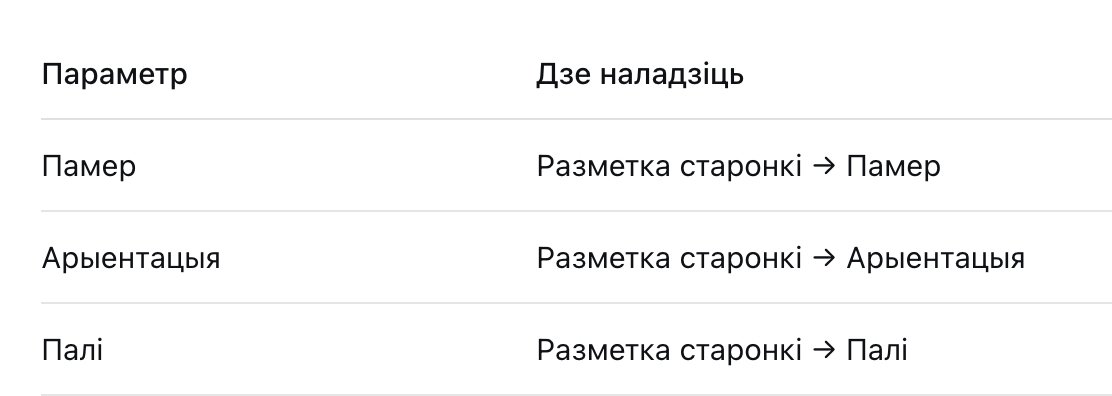 Параметр Дзе наладзіць
Памер Разметка старонкі → Памер
Арыентацыя Разметка старонкі → Арыентацыя
Палі Разметка старонкі → Палі